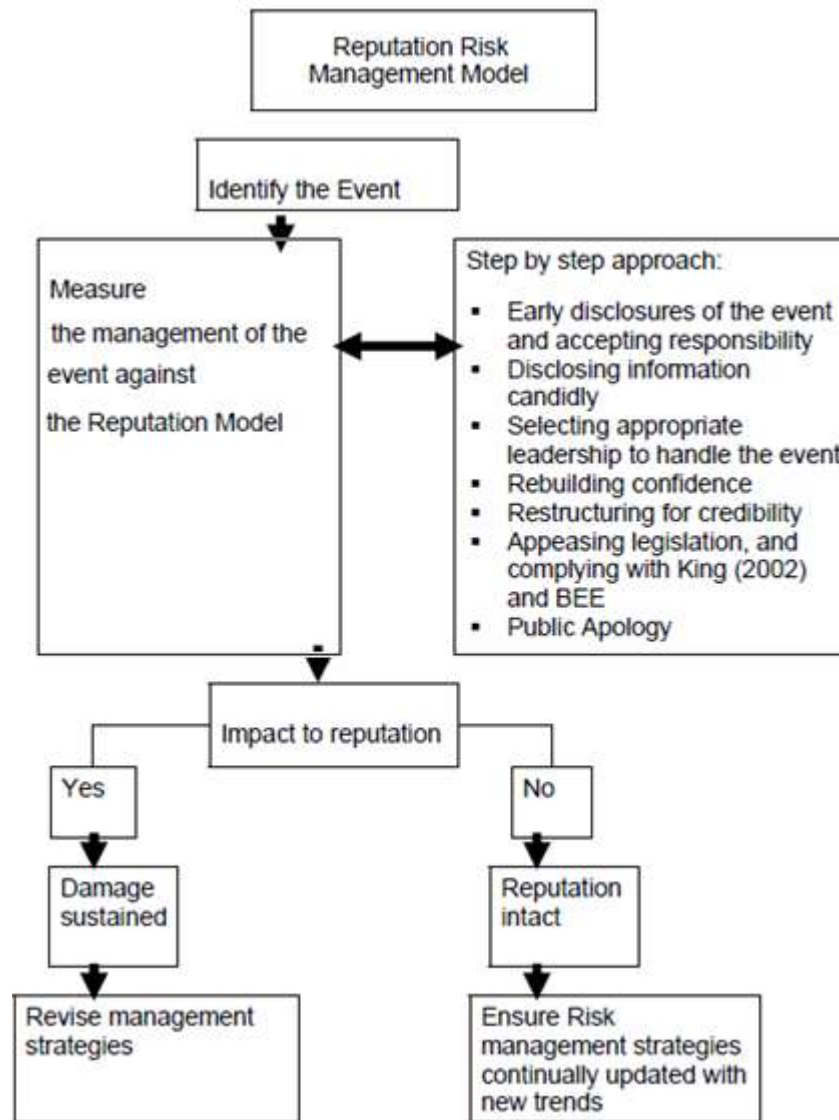 Reputation Risk
Management Model
Identify the Event
Measure
the management of the
event against
the Reputation Model
Step by step approach:
▪ Early disclosures of the event
and accepting responsibility
▪ Disclosing information
candidly
▪ Selecting appropriate
leadership to handle the event
▪ Rebuilding confidence
▪ Restructuring for credibility
▪ Appeasing legislation, and
complying with King (2002)
and BEE
▪ Public Apology
Impact to reputation
Yes
No
Damage
sustained
Reputation
intact
Revise management
strategies
Ensure Risk
management strategies
continually updated with
new trends